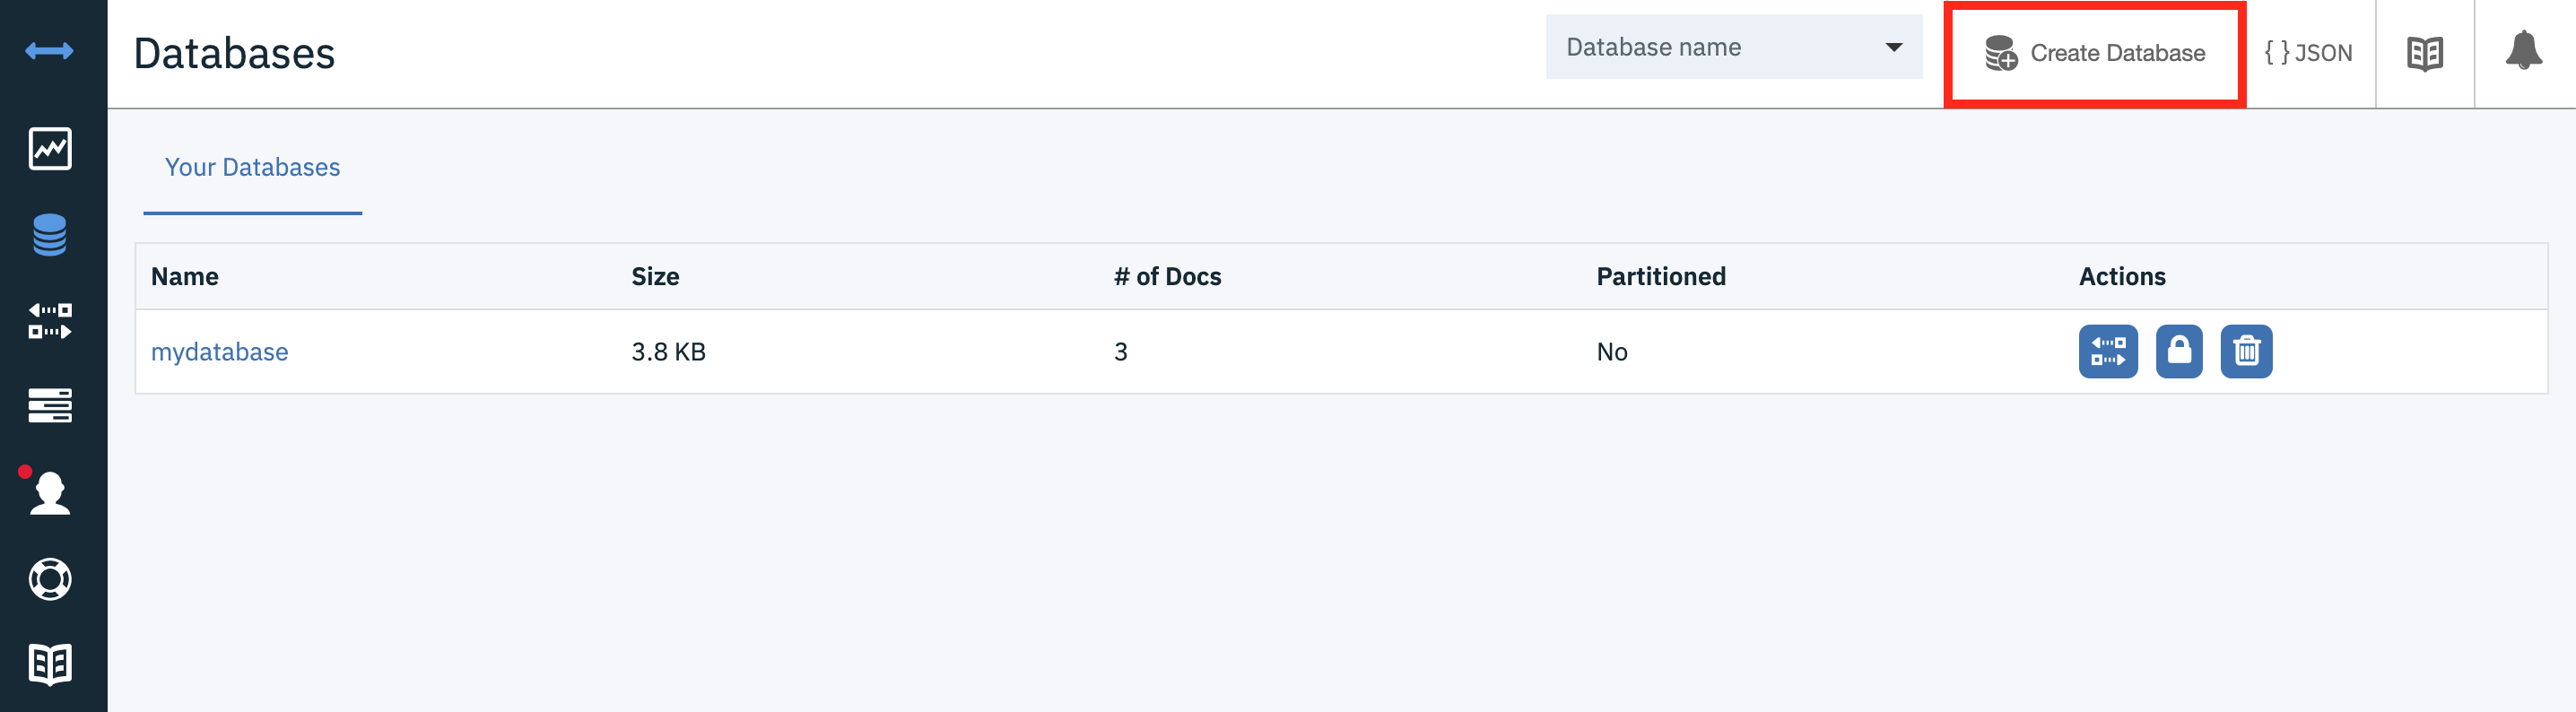 Databases
Database name
Create Database
{ } JSON
Your Databases
Name Size # of Docs Partitioned Actions
mydatabase 3.8 KB 3 No